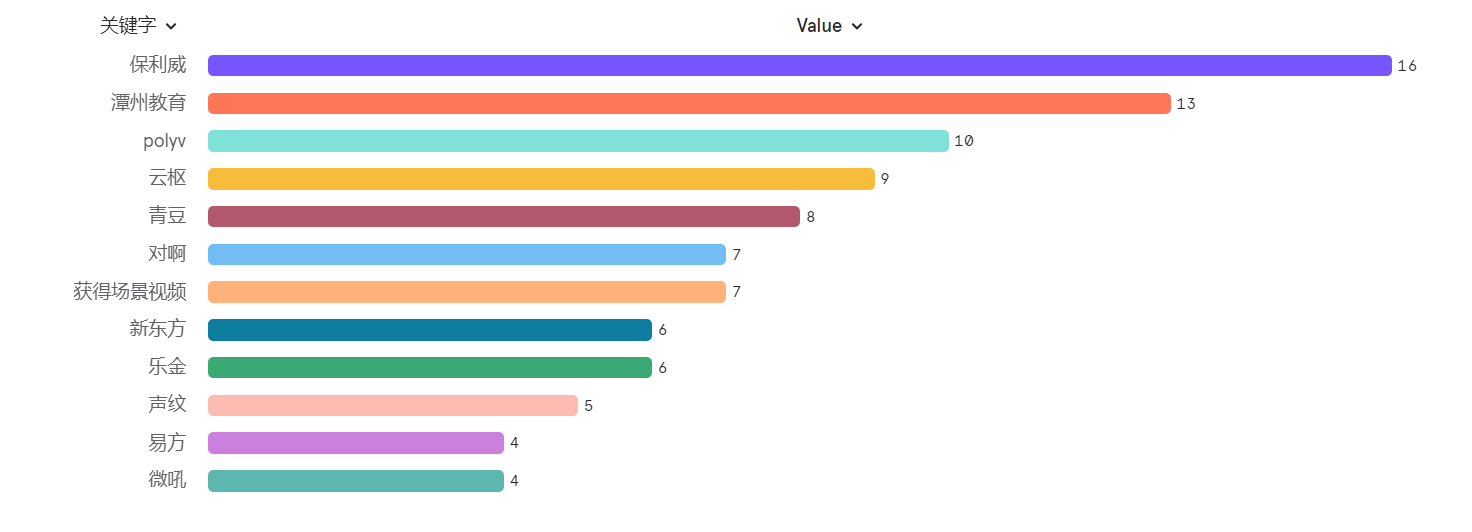 关键字 Value
保利威 16
潭州教育 13
polyv 10
云枢 9
青豆 8
对啊 7
获得场景视频 7
新东方 6
乐金 6
声纹 5
易方 4
微吼 4